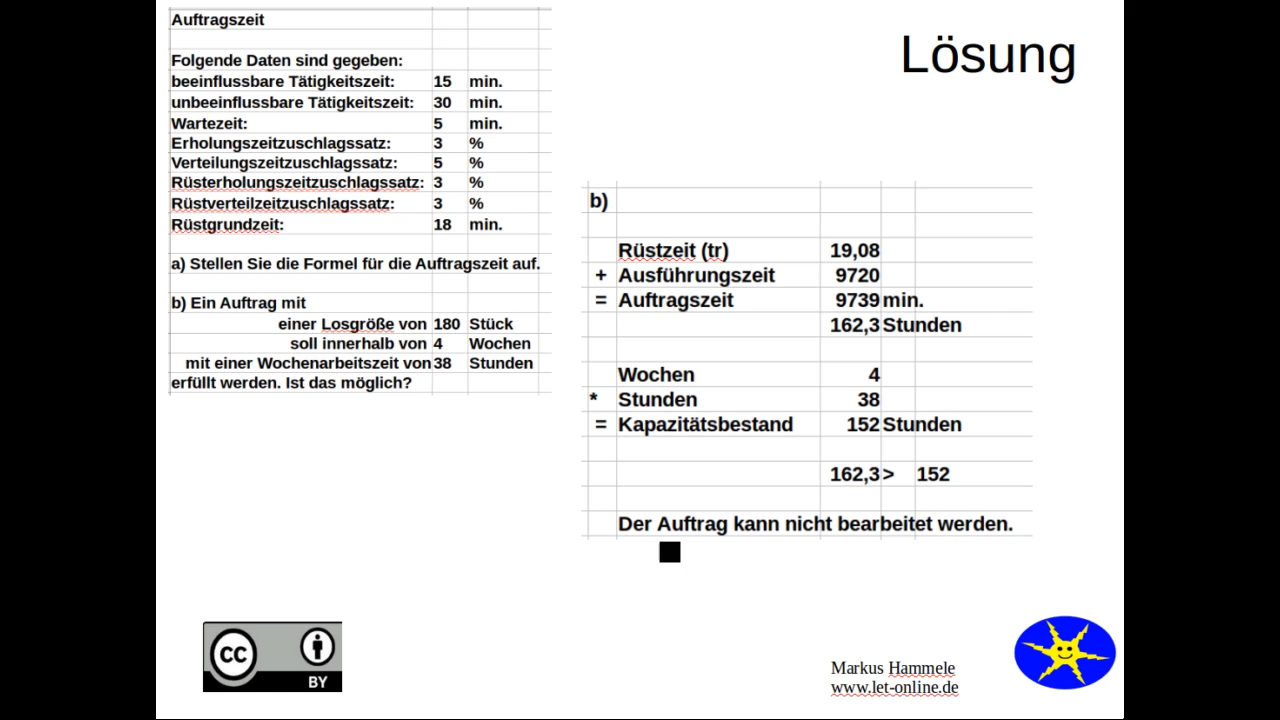 Auftragszeit
Folgende Daten sind gegeben:
beeinflussbare Tätigkeitszeit: 15 min.
unbeeinflussbare Tätigkeitszeit: 30 min.
Wartezeit: 5 min.
Erholungszeitzuschlagssatz: 3 %
Verteilungszeitzuschlagssatz: 5 %
Rüsterholungszeitzuschlagssatz: 3 %
Rüstverteilzeitzuschlagssatz: 3 %
Rüstgrundzeit: 18 min.
a) Stellen Sie die Formel für die Auftragszeit auf.
b) Ein Auftrag mit
einer Losgröße von 180 Stück
soll innerhalb von 4 Wochen
mit einer Wochenarbeitszeit von 38 Stunden
erfüllt werden. Ist das möglich?
Lösung
b)
Rüstzeit (tr) 19,08
+ Ausführungszeit 9720
= Auftragszeit 9739 min.
162,3 Stunden
Wochen 4
* Stunden 38
= Kapazitätsbestand 152 Stunden
162,3 > 152
Der Auftrag kann nicht bearbeitet werden.
CC
BY
Markus Hammele
www.let-online.de